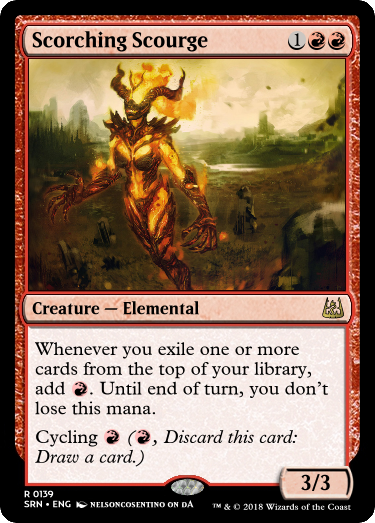 Scorching Scourge 1
Creature — Elemental
Whenever you exile one or more
cards from the top of your library,
add . Until end of turn, you don't
lose this mana.
Cycling (, Discard this card:
Draw a card.)
3/3
R 0139
SRN • ENG NELSONCOSENTINO ON DA
™ & © 2018 Wizards of the Coast